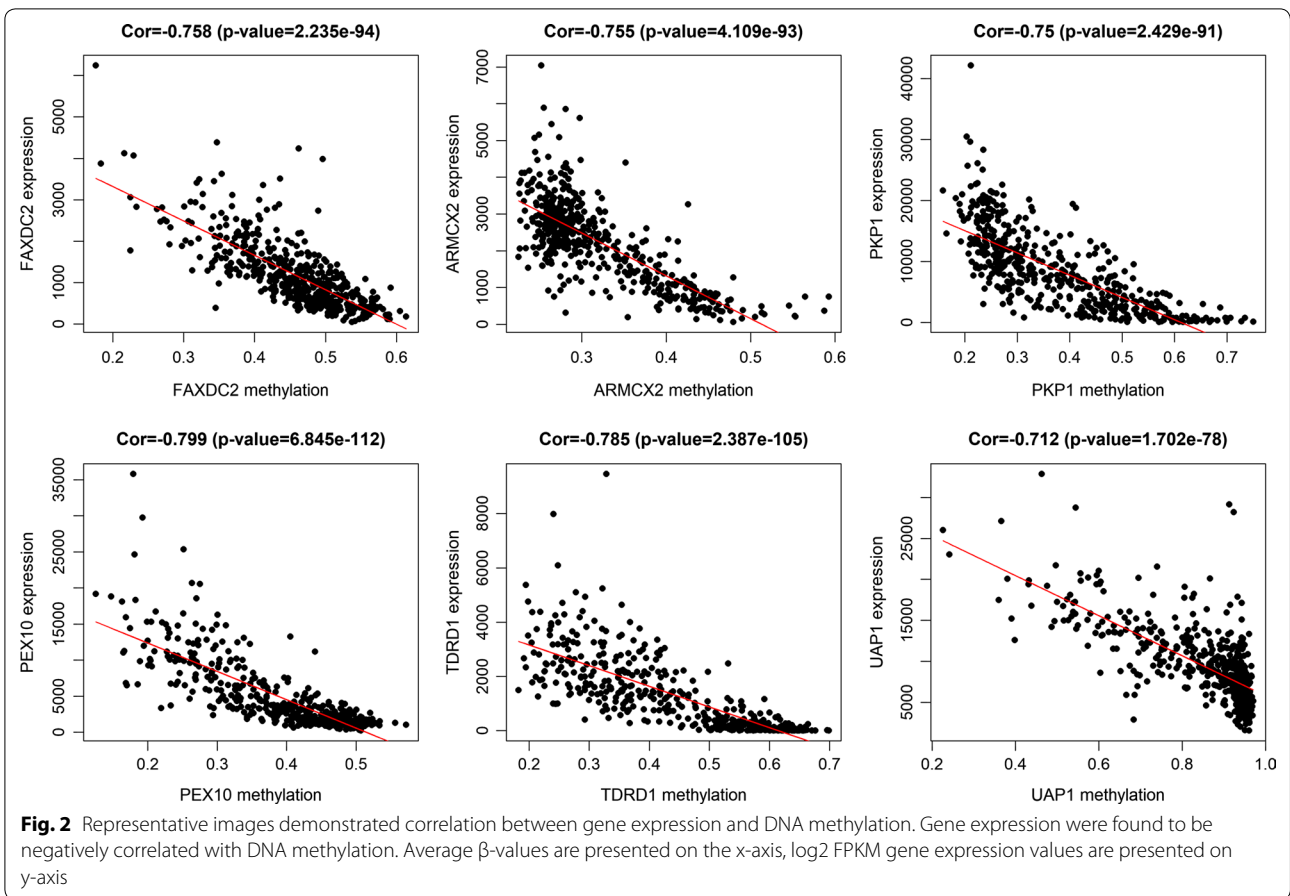 Cor=-0.758 (p-value=2.235e-94)
FAXDC2 expression
0 1000 3000 5000
0.2 0.3 0.4 0.5 0.6
FAXDC2 methylation
Cor=-0.755 (p-value=4.109e-93)
ARMCX2 expression
0 1000 2000 3000 4000 5000 6000 7000
0.3 0.4 0.5 0.6
ARMCX2 methylation
Cor=-0.75 (p-value=2.429e-91)
PKP1 expression
0 10000 20000 30000 40000
0.2 0.3 0.4 0.5 0.6 0.7
PKP1 methylation
Cor=-0.799 (p-value=6.845e-112)
PEX10 expression
0 5000 15000 25000 35000
0.2 0.3 0.4 0.5
PEX10 methylation
Cor=-0.785 (p-value=2.387e-105)
TDRD1 expression
0 2000 4000 6000 8000
0.2 0.3 0.4 0.5 0.6 0.7
TDRD1 methylation
Cor=-0.712 (p-value=1.702e-78)
UAP1 expression
5000 15000 25000
0.2 0.4 0.6 0.8 1.0
UAP1 methylation
Fig. 2 Representative images demonstrated correlation between gene expression and DNA methylation. Gene expression were found to be
negatively correlated with DNA methylation. Average β-values are presented on the x-axis, log2 FPKM gene expression values are presented on
y-axis